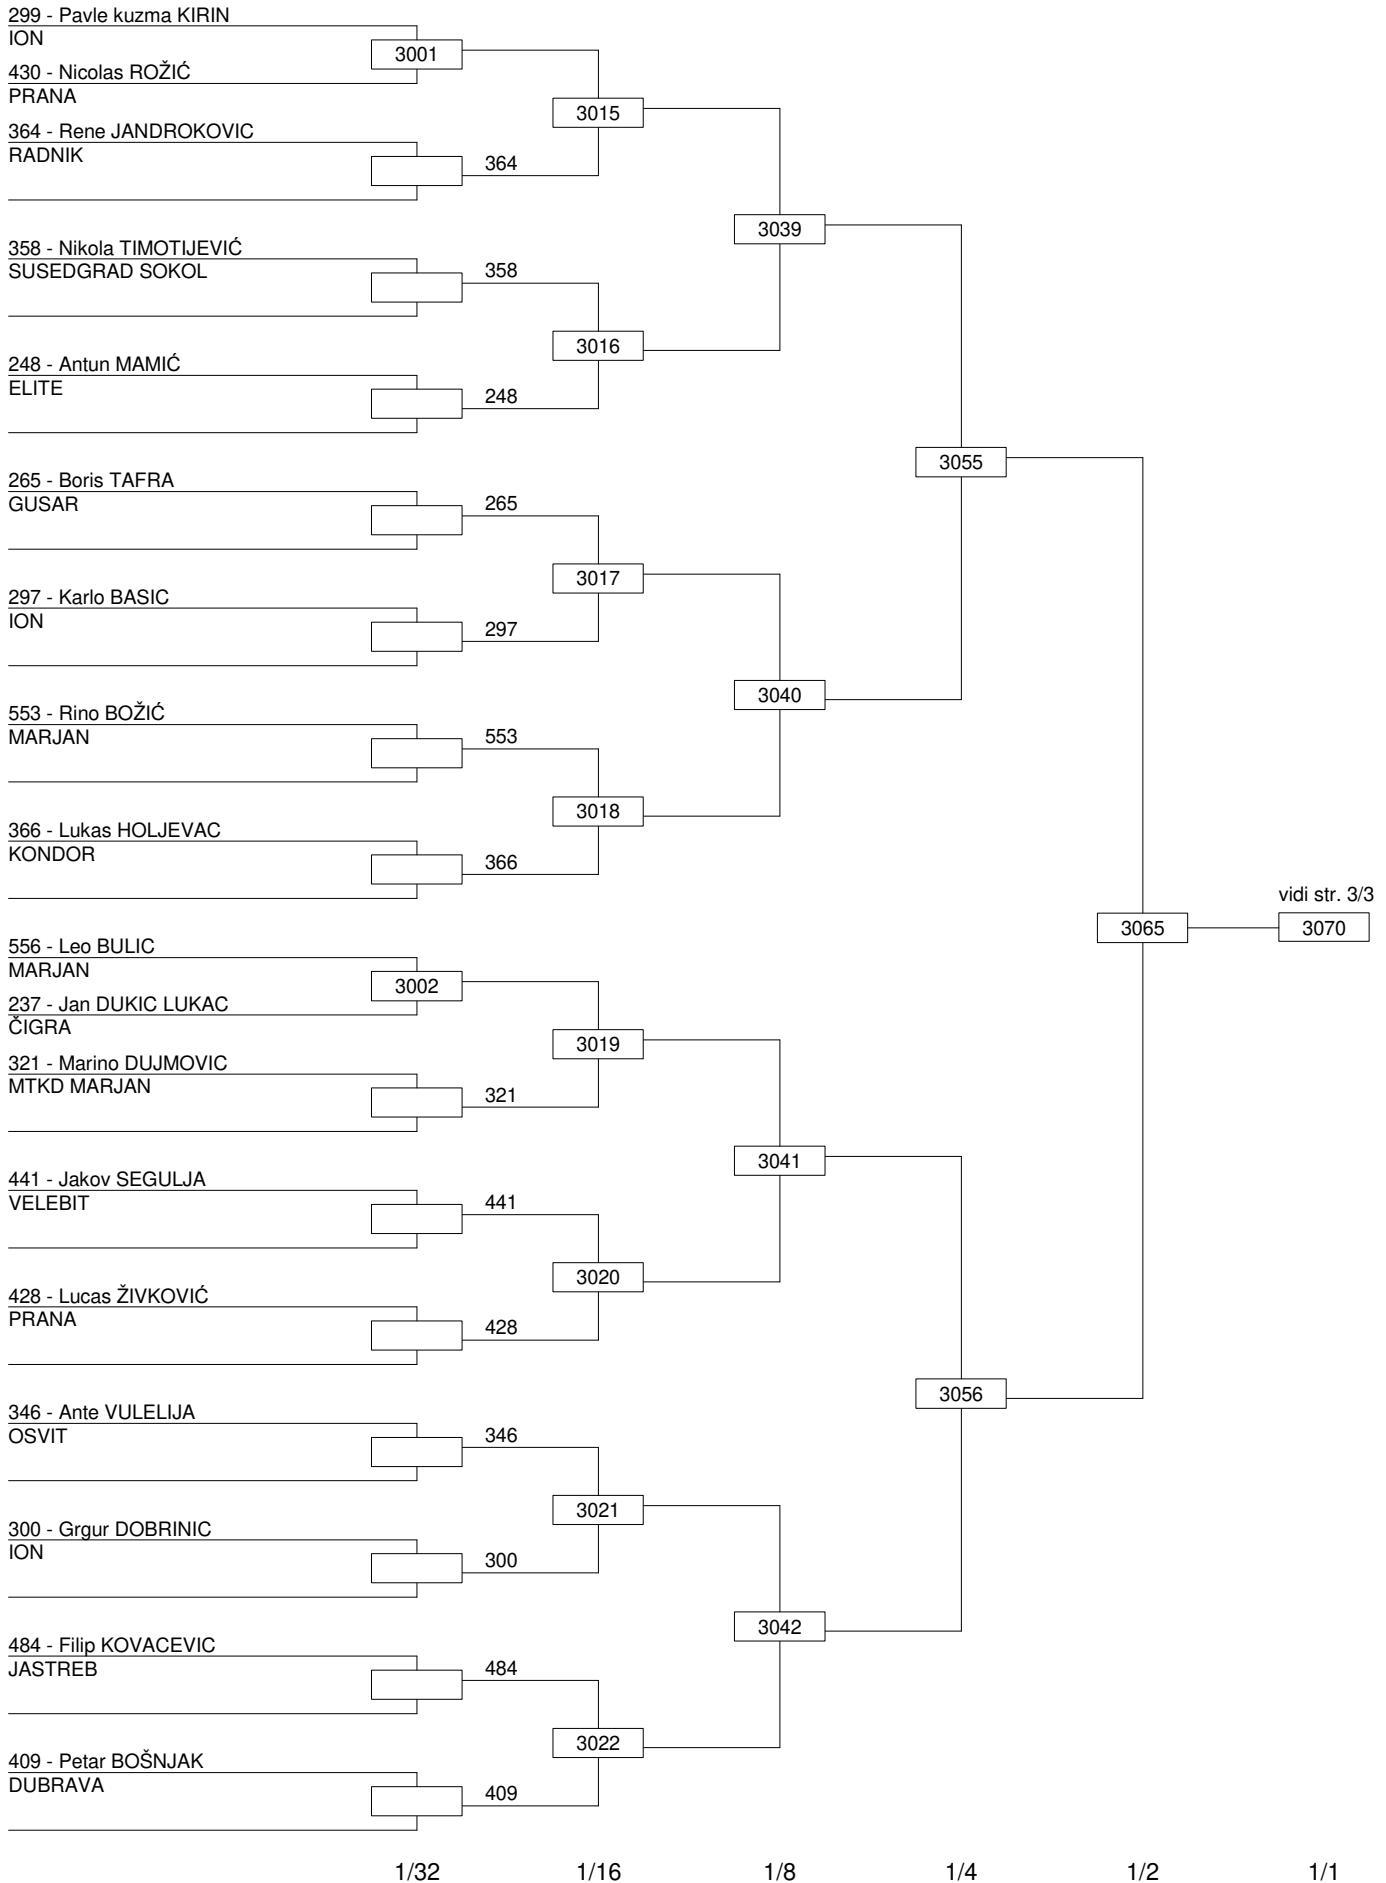 299 - Pavle kuzma KIRIN
ION
3001
430 - Nicolas ROŽIĆ
PRANA
3015
364 - Rene JANDROKOVIC
RADNIK
364
3039
358 - Nikola TIMOTIJEVIĆ
SUSEDGRAD SOKOL
358
3016
248 - Antun MAMIĆ
ELITE
248
3055
265 - Boris TAFRA
GUSAR
265
3017
297 - Karlo BASIC
ION
297
3040
553 - Rino BOŽIĆ
MARJAN
553
3018
366 - Lukas HOLJEVAC
KONDOR
366
vidi str. 3/3
3065
3070
556 - Leo BULIC
MARJAN
3002
237 - Jan DUKIC LUKAC
ČIGRA
3019
321 - Marino DUJMOVIC
MTKD MARJAN
321
3041
441 - Jakov SEGULJA
VELEBIT
441
3020
428 - Lucas ŽIVKOVIĆ
PRANA
428
3056
346 - Ante VULELIJA
OSVIT
346
3021
300 - Grgur DOBRINIC
ION
300
3042
484 - Filip KOVACEVIC
JASTREB
484
3022
409 - Petar BOŠNJAK
DUBRAVA
409
1/32 1/16 1/8 1/4 1/2 1/1